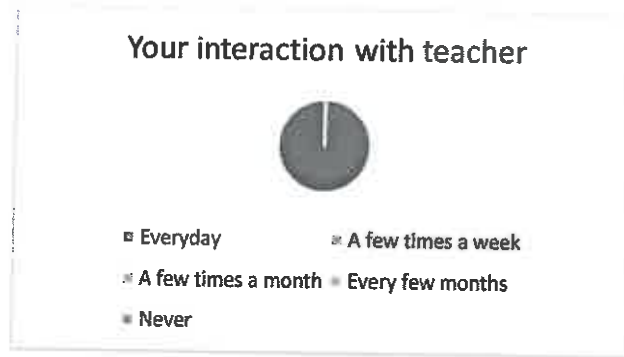 Your interaction with teacher
Everyday
A few times a week
A few times a month
Every few months
Never